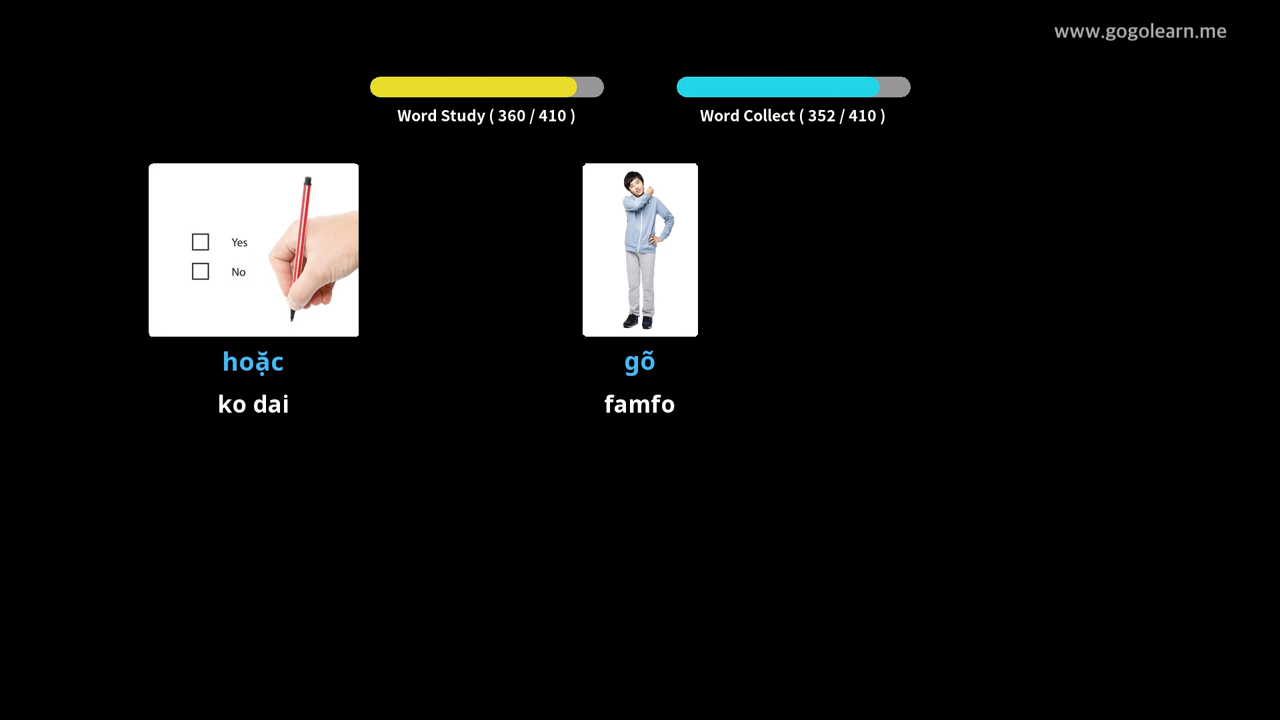 www.gogolearn.me
Word Study ( 360 / 410 )
Word Collect ( 352 / 410 )
Yes
No
hoặc
ko dai
gõ
famfo